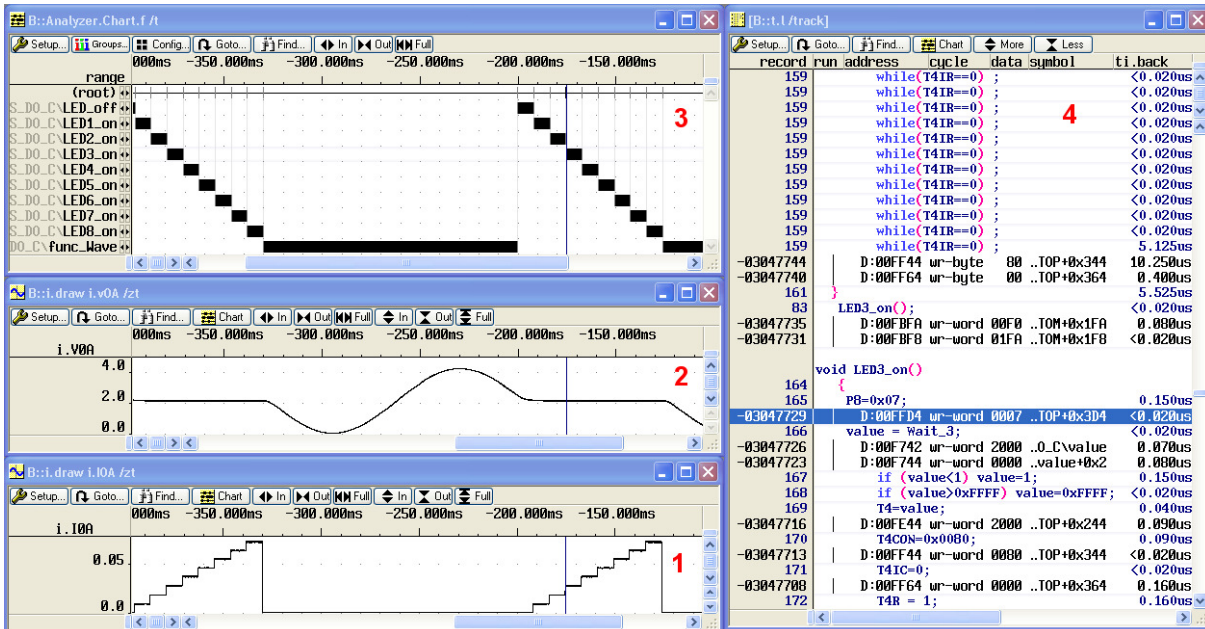 B::Analyzer.Chart.f /t
Setup... Groups... Config... Goto... Find... In Out Full
000ms -350.000ms -300.000ms -250.000ms -200.000ms -150.000ms
range
(root)
S_DO_C\LED_off
S_DO_C\LED1_on
S_DO_C\LED2_on
S_DO_C\LED3_on
S_DO_C\LED4_on
S_DO_C\LED5_on
S_DO_C\LED6_on
S_DO_C\LED7_on
S_DO_C\LED8_on
DO_C\func_Wave
3
B::i.draw i.v0A /zt
Setup... Goto... Find... Chart In Out Full In Out Full
000ms -350.000ms -300.000ms -250.000ms -200.000ms -150.000ms
i.V0A
4.0
2.0
0.0
2
B::i.draw i.I0A /zt
Setup... Goto... Find... Chart In Out Full In Out Full
000ms -350.000ms -300.000ms -250.000ms -200.000ms -150.000ms
i.I0A
0.05
0.0
1
[B::t.l /track]
Setup... Goto... Find... Chart More Less
record run address cycle data symbol ti.back
159 while(T4IR==0) ; <0.020us
159 while(T4IR==0) ; <0.020us
159 while(T4IR==0) ; <0.020us
159 while(T4IR==0) ; <0.020us
159 while(T4IR==0) ; <0.020us
159 while(T4IR==0) ; <0.020us
159 while(T4IR==0) ; <0.020us
159 while(T4IR==0) ; <0.020us
159 while(T4IR==0) ; <0.020us
159 while(T4IR==0) ; <0.020us
159 while(T4IR==0) ; <0.020us
159 while(T4IR==0) ; 5.125us
4
-03047744 D:00FF44 wr-byte 80 ..TOP+0x344 10.250us
-03047740 D:00FF64 wr-byte 00 ..TOP+0x364 0.400us
161 } 5.525us
83 LED3_on(); <0.020us
-03047735 D:00FBFA wr-word 00F0 ..TOM+0x1FA 0.080us
-03047731 D:00FBF8 wr-word 01FA ..TOM+0x1F8 <0.020us
void LED3_on()
164 {
165 P8=0x07; 0.150us
-03047729 D:00FFD4 wr-word 0007 ..TOP+0x3D4 <0.020us
166 value = Wait_3; <0.020us
-03047726 D:00F742 wr-word 2000 ..O_C\value 0.070us
-03047723 D:00F744 wr-word 0000 ..value+0x2 0.080us
167 if (value<1) value=1; 0.150us
168 if (value>0xFFFF) value=0xFFFF; <0.020us
169 T4=value; 0.040us
-03047716 D:00FE44 wr-word 2000 ..TOP+0x244 0.090us
170 T4CON=0x0080; 0.090us
-03047713 D:00FF44 wr-word 0080 ..TOP+0x344 <0.020us
171 T4IC=0; <0.020us
-03047708 D:00FF64 wr-word 0000 ..TOP+0x364 0.160us
172 T4R = 1; 0.160us